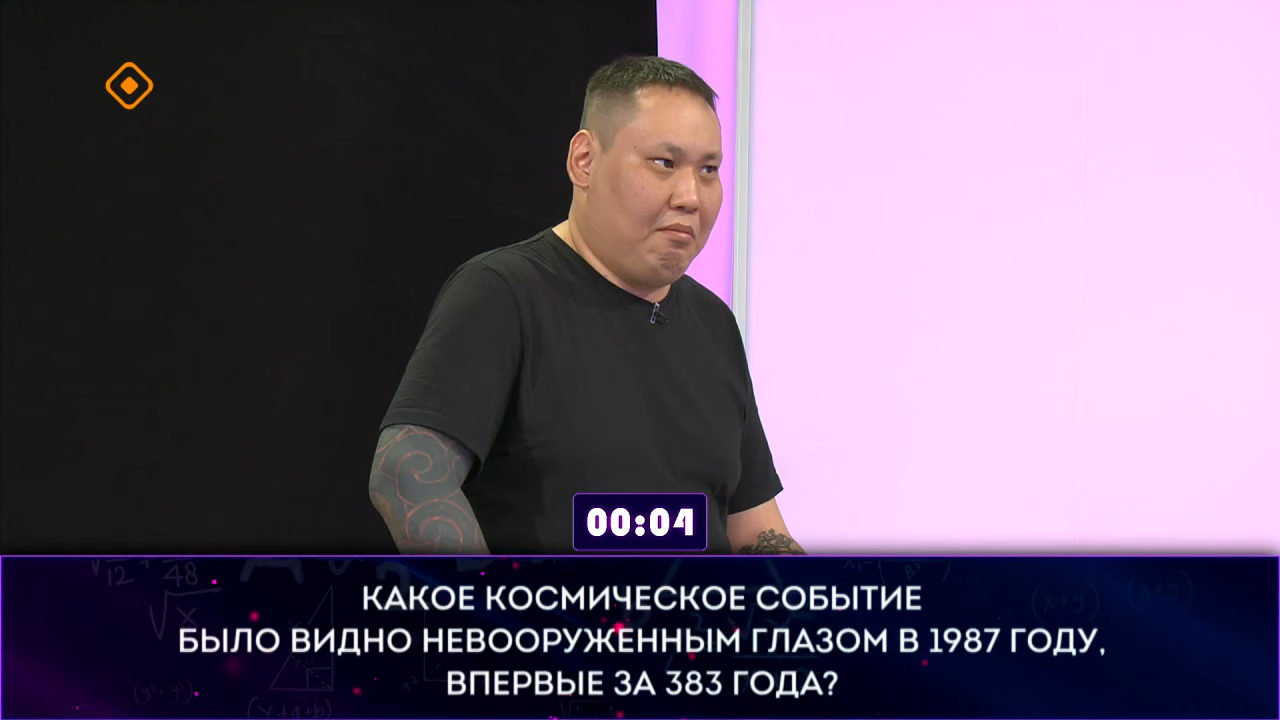 00:04
КАКОЕ КОСМИЧЕСКОЕ СОБЫТИЕ
БЫЛО ВИДНО НЕВООРУЖЕННЫМ ГЛАЗОМ В 1987 ГОДУ,
ВПЕРВЫЕ ЗА 383 ГОДА?